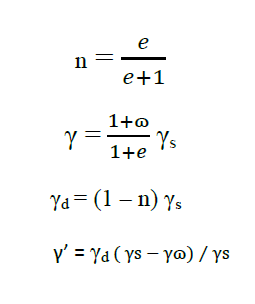 n = e / e+1
γ = 1+ω / 1+e γs
γd = (1 – n) γs
γ′ = γd ( γs – γω) / γs